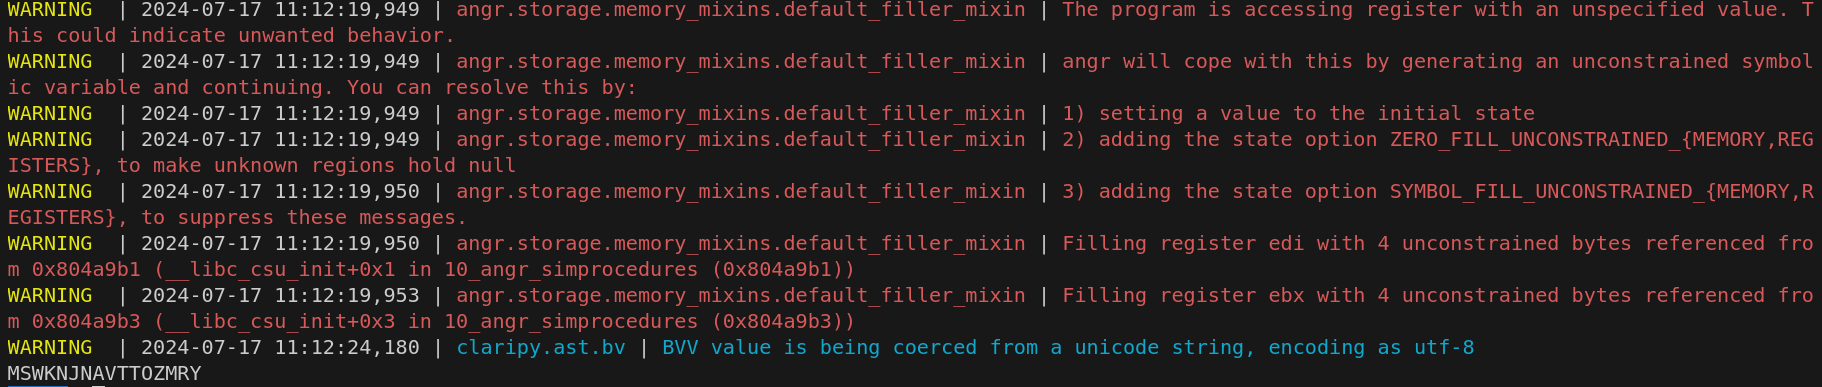 WARNING  | 2024-07-17 11:12:19,949 | angr.storage.memory_mixins.default_filler_mixin | The program is accessing register with an unspecified value. T
his could indicate unwanted behavior.
WARNING  | 2024-07-17 11:12:19,949 | angr.storage.memory_mixins.default_filler_mixin | angr will cope with this by generating an unconstrained symbol
ic variable and continuing. You can resolve this by:
WARNING  | 2024-07-17 11:12:19,949 | angr.storage.memory_mixins.default_filler_mixin | 1) setting a value to the initial state
WARNING  | 2024-07-17 11:12:19,949 | angr.storage.memory_mixins.default_filler_mixin | 2) adding the state option ZERO_FILL_UNCONSTRAINED_{MEMORY,REG
ISTERS}, to make unknown regions hold null
WARNING  | 2024-07-17 11:12:19,950 | angr.storage.memory_mixins.default_filler_mixin | 3) adding the state option SYMBOL_FILL_UNCONSTRAINED_{MEMORY,R
EGISTERS}, to suppress these messages.
WARNING  | 2024-07-17 11:12:19,950 | angr.storage.memory_mixins.default_filler_mixin | Filling register edi with 4 unconstrained bytes referenced fro
m 0x804a9b1 (__libc_csu_init+0x1 in 10_angr_simprocedures (0x804a9b1))
WARNING  | 2024-07-17 11:12:19,953 | angr.storage.memory_mixins.default_filler_mixin | Filling register ebx with 4 unconstrained bytes referenced fro
m 0x804a9b3 (__libc_csu_init+0x3 in 10_angr_simprocedures (0x804a9b3))
WARNING  | 2024-07-17 11:12:24,180 | claripy.ast.bv | BVV value is being coerced from a unicode string, encoding as utf-8
MSWKNJNAVTTOZMRY